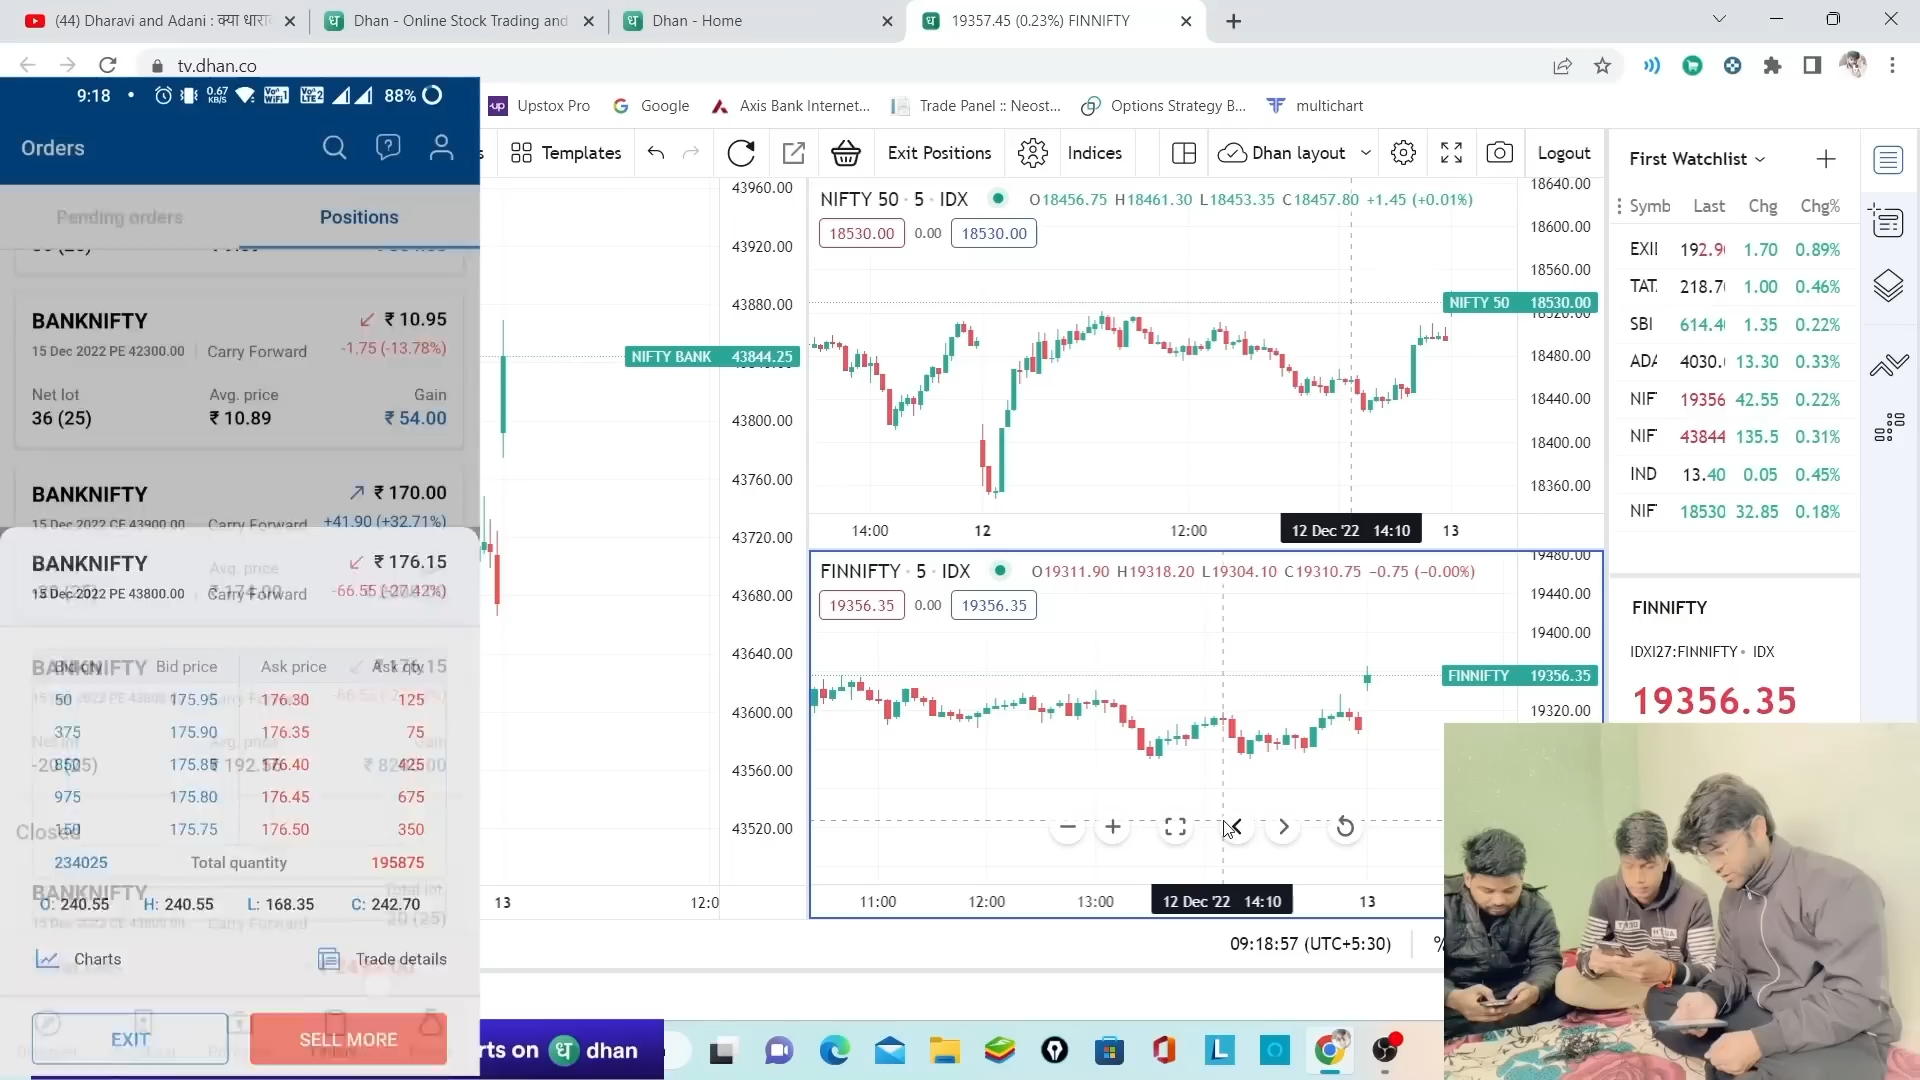 (44) Dharavi and Adani : क्या धारा
Dhan - Online Stock Trading and
Dhan - Home
19357.45 (0.23%) FINNIFTY
tv.dhan.co
Upstox Pro
Google
Axis Bank Internet...
Trade Panel :: Neost...
Options Strategy B...
multichart
Templates
Exit Positions
Indices
Dhan layout
Logout
9:18
0.67 KB/S
88%
Orders
Pending orders
Positions
BANKNIFTY
₹ 10.95
15 Dec 2022 PE 42300.00
Carry Forward
-1.75 (-13.78%)
Net lot
Avg. price
Gain
36 (25)
₹ 10.89
₹ 54.00
BANKNIFTY
₹ 170.00
15 Dec 2022 CE 43900.00
Carry Forward
+41.90 (+32.71%)
BANKNIFTY
₹ 176.15
15 Dec 2022 PE 43800.00
Carry Forward
-66.55 (-27.42%)
Bid price
Ask price
Ask qty
50 175.95 176.30 125
375 175.90 176.35 75
850 175.85 176.40 425
975 175.80 176.45 675
150 175.75 176.50 350
234025 Total quantity 195875
O: 240.55 H: 240.55 L: 168.35 C: 242.70
Charts
Trade details
EXIT
SELL MORE
43960.00
43920.00
43880.00
NIFTY BANK 43844.25
43800.00
43760.00
43720.00
43680.00
43640.00
43600.00
43560.00
43520.00
13
12:0
NIFTY 50 · 5 · IDX
O18456.75 H18461.30 L18453.35 C18457.80 +1.45 (+0.01%)
18530.00
0.00
18530.00
18640.00
18600.00
18560.00
NIFTY 50 18530.00
18520.00
18480.00
18440.00
18400.00
18360.00
14:00
12
12:00
12 Dec '22 14:10
13
FINNIFTY · 5 · IDX
O19311.90 H19318.20 L19304.10 C19310.75 −0.75 (−0.00%)
19356.35
0.00
19356.35
19480.00
19440.00
19400.00
FINNIFTY 19356.35
19320.00
11:00
12:00
13:00
12 Dec '22 14:10
13
09:18:57 (UTC+5:30)
%
First Watchlist
Symb Last Chg Chg%
EXII 192.9 1.70 0.89%
TAT. 218.7 1.00 0.46%
SBI 614.4 1.35 0.22%
ADA 4030. 13.30 0.33%
NIF 19356 42.55 0.22%
NIF 43844 135.5 0.31%
IND 13.40 0.05 0.45%
NIF 18530 32.85 0.18%
FINNIFTY
IDXI27:FINNIFTY • IDX
19356.35
rts on
dhan